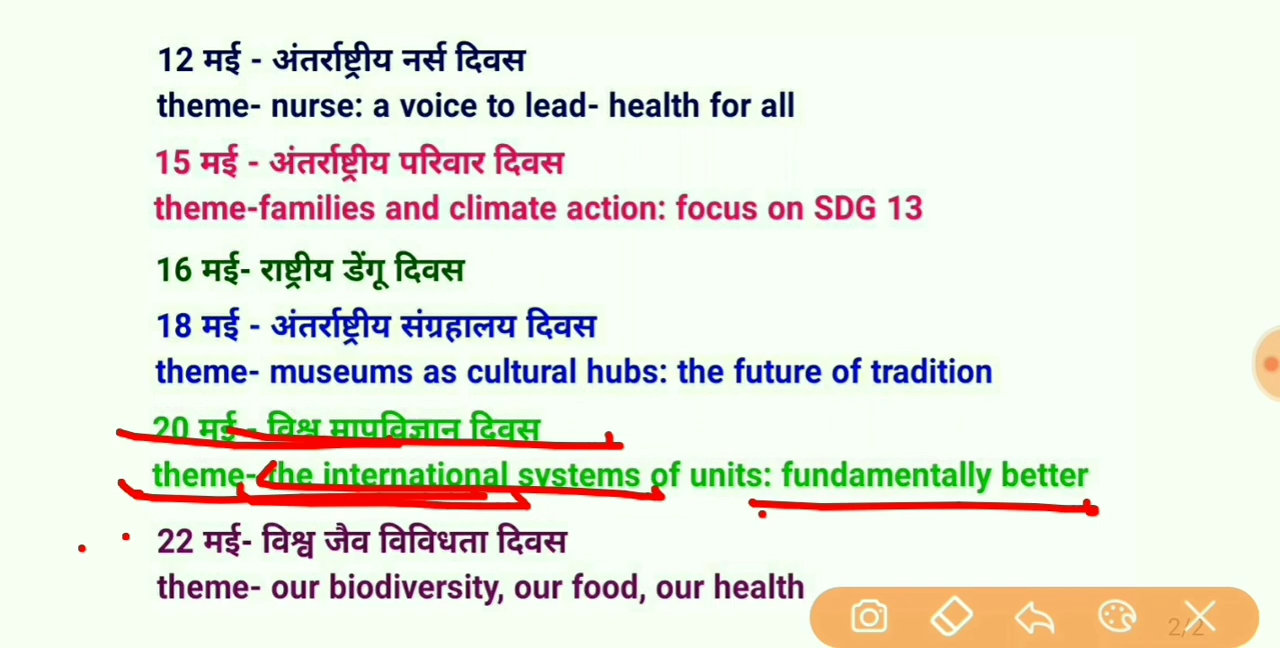 12 मई - अंतर्राष्ट्रीय नर्स दिवस
theme- nurse: a voice to lead- health for all
15 मई - अंतर्राष्ट्रीय परिवार दिवस
theme-families and climate action: focus on SDG 13
16 मई- राष्ट्रीय डेंगू दिवस
18 मई - अंतर्राष्ट्रीय संग्रहालय दिवस
theme- museums as cultural hubs: the future of tradition
20 मई - विश्व मापविज्ञान दिवस
theme- the international systems of units: fundamentally better
22 मई- विश्व जैव विविधता दिवस
theme- our biodiversity, our food, our health
2/2